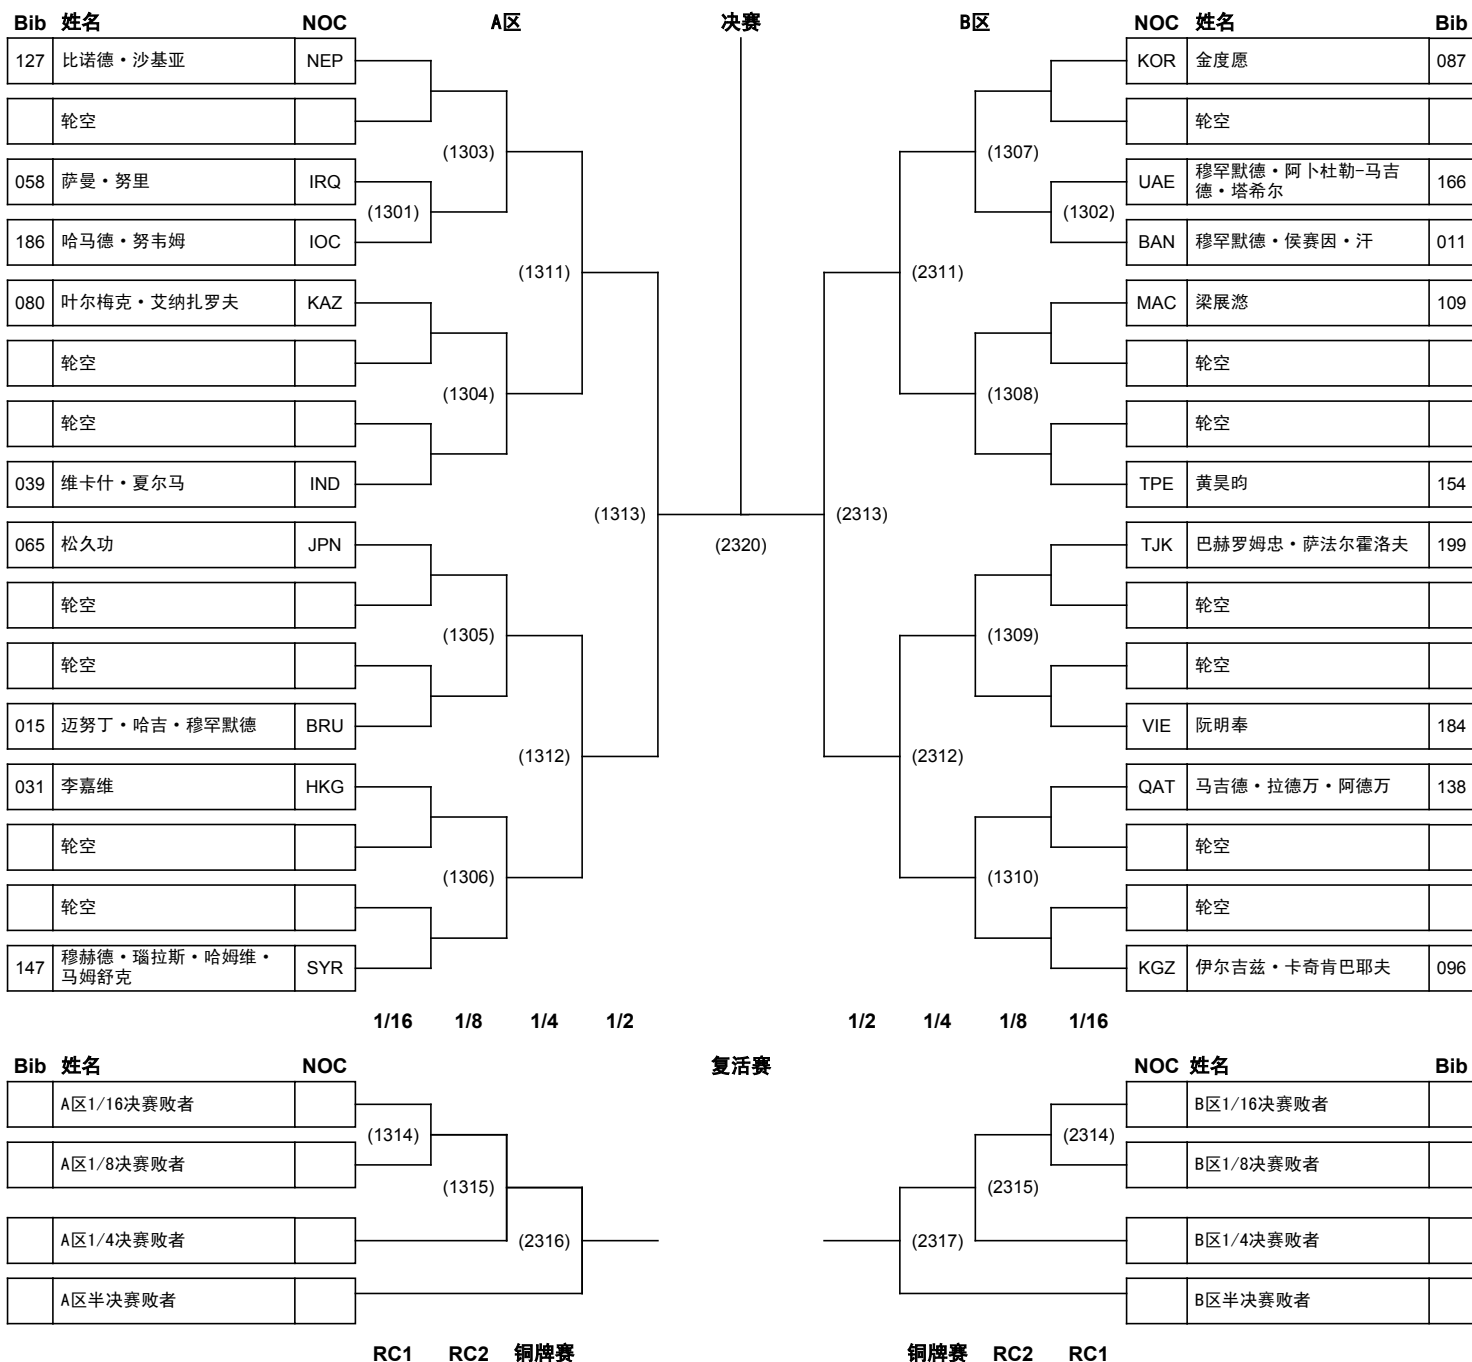 Bib 姓名 NOC A区 决赛 B区 NOC 姓名 Bib
127 比诺德·沙基亚 NEP KOR 金度愿 087
轮空 轮空
(1303) (1307)
058 萨曼·努里 IRQ UAE 穆罕默德·阿卜杜勒-马吉
德·塔希尔 166
(1301) (1302)
186 哈马德·努韦姆 IOC BAN 穆罕默德·侯赛因·汗 011
(1311) (2311)
080 叶尔梅克·艾纳扎罗夫 KAZ MAC 梁展滺 109
轮空 轮空
(1304) (1308)
轮空 轮空
039 维卡什·夏尔马 IND TPE 黄昊昀 154
(1313) (2313)
065 松久功 JPN (2320) TJK 巴赫罗姆忠·萨法尔霍洛夫 199
轮空 轮空
(1305) (1309)
轮空 轮空
015 迈努丁·哈吉·穆罕默德 BRU VIE 阮明奉 184
(1312) (2312)
031 李嘉维 HKG QAT 马吉德·拉德万·阿德万 138
轮空 轮空
(1306) (1310)
轮空 轮空
147 穆赫德·瑞拉斯·哈姆维·
马姆舒克 SYR KGZ 伊尔吉兹·卡奇肯巴耶夫 096
1/16 1/8 1/4 1/2 1/2 1/4 1/8 1/16
Bib 姓名 NOC 复活赛 NOC 姓名 Bib
A区1/16决赛败者 B区1/16决赛败者
(1314) (2314)
A区1/8决赛败者 B区1/8决赛败者
(1315) (2315)
A区1/4决赛败者 (2316) (2317) B区1/4决赛败者
A区半决赛败者 B区半决赛败者
RC1 RC2 铜牌赛 铜牌赛 RC2 RC1